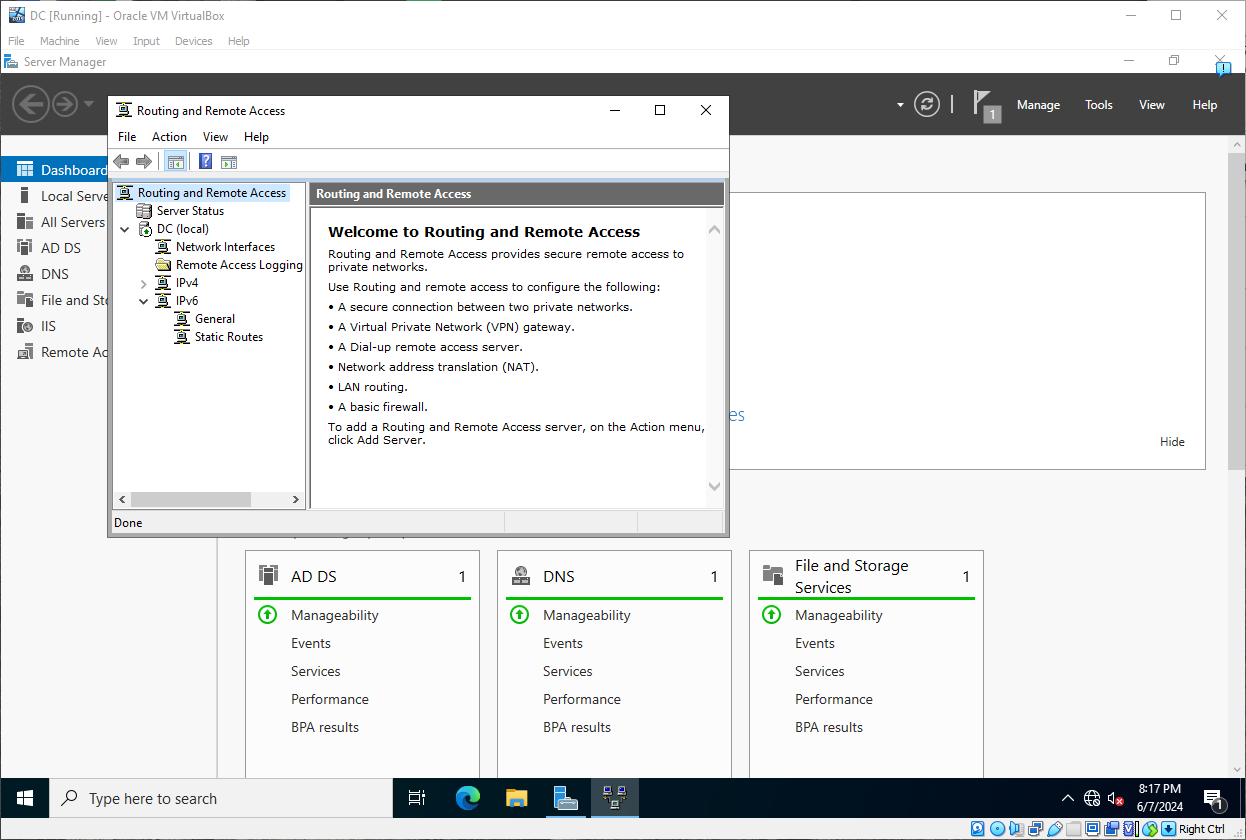 DC [Running] - Oracle VM VirtualBox
File Machine View Input Devices Help
Server Manager
1
Manage Tools View Help
Routing and Remote Access
File Action View Help
Dashboard
Local Serve
All Servers
AD DS
DNS
File and Sto
IIS
Remote Ac
Routing and Remote Access
Server Status
DC (local)
Network Interfaces
Remote Access Logging
IPv4
IPv6
General
Static Routes
Routing and Remote Access
Welcome to Routing and Remote Access
Routing and Remote Access provides secure remote access to
private networks.
Use Routing and remote access to configure the following:
• A secure connection between two private networks.
• A Virtual Private Network (VPN) gateway.
• A Dial-up remote access server.
• Network address translation (NAT).
• LAN routing.
• A basic firewall.
To add a Routing and Remote Access server, on the Action menu,
click Add Server.
Done
es
Hide
AD DS 1
Manageability
Events
Services
Performance
BPA results
DNS 1
Manageability
Events
Services
Performance
BPA results
File and Storage
Services 1
Manageability
Events
Services
Performance
BPA results
Type here to search
8:17 PM
6/7/2024
1
Right Ctrl